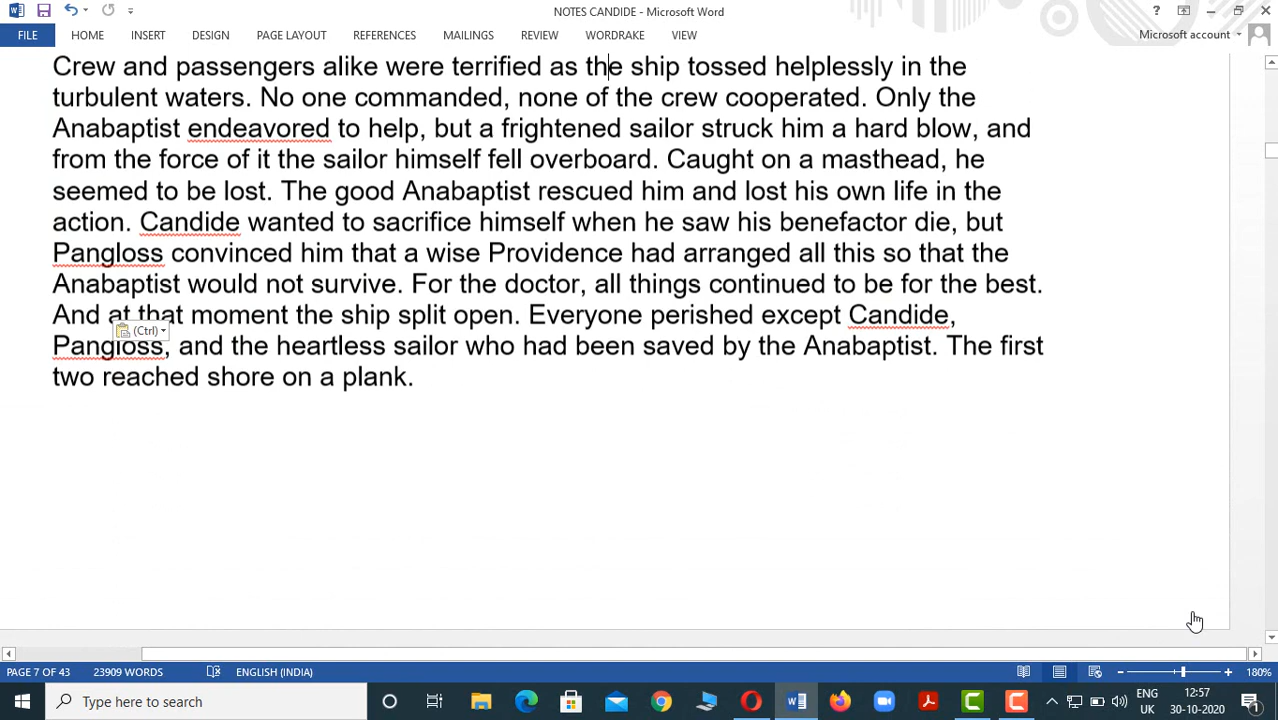 NOTES CANDIDE - Microsoft Word
?
FILE HOME INSERT DESIGN PAGE LAYOUT REFERENCES MAILINGS REVIEW WORDRAKE VIEW Microsoft account
Crew and passengers alike were terrified as the ship tossed helplessly in the
turbulent waters. No one commanded, none of the crew cooperated. Only the
Anabaptist endeavored to help, but a frightened sailor struck him a hard blow, and
from the force of it the sailor himself fell overboard. Caught on a masthead, he
seemed to be lost. The good Anabaptist rescued him and lost his own life in the
action. Candide wanted to sacrifice himself when he saw his benefactor die, but
Pangloss convinced him that a wise Providence had arranged all this so that the
Anabaptist would not survive. For the doctor, all things continued to be for the best.
And at that moment the ship split open. Everyone perished except Candide,
(Ctrl)
Pangloss, and the heartless sailor who had been saved by the Anabaptist. The first
two reached shore on a plank.
PAGE 7 OF 43 23909 WORDS ENGLISH (INDIA) 180%
Type here to search
ENG 12:57
UK 30-10-2020 1